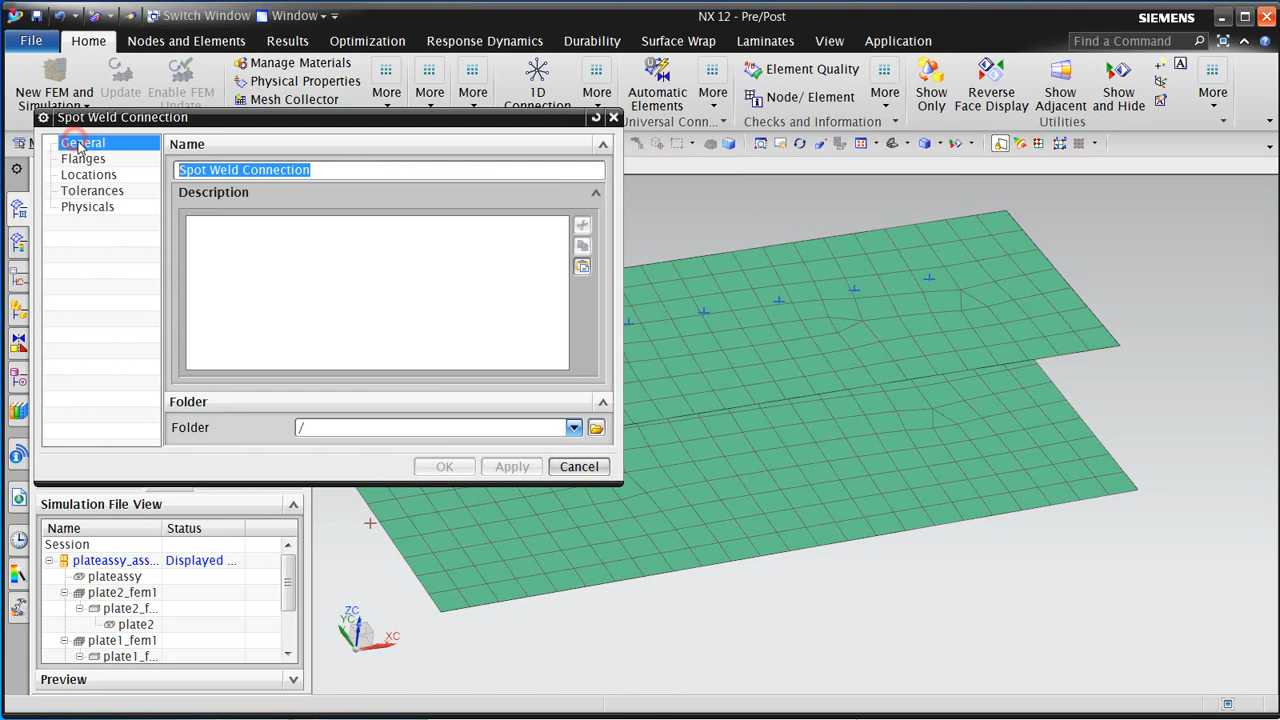 Switch Window Window
NX 12 - Pre/Post
SIEMENS
File Home Nodes and Elements Results Optimization Response Dynamics Durability Surface Wrap Laminates View Application Find a Command
New FEM and
Simulation
Update
Enable FEM
Update
Manage Materials
Physical Properties
Mesh Collector
More
More
More
1D
Connection
More
Automatic
Elements
More
Universal Conn...
Element Quality
Node/ Element
More
Checks and Information
Show
Only
Reverse
Face Display
Show
Adjacent
Show
and Hide
More
Utilities
Spot Weld Connection
General
Flanges
Locations
Tolerances
Physicals
Name
Spot Weld Connection
Description
Folder
Folder /
OK Apply Cancel
Simulation File View
Name Status
Session
plateassy_ass... Displayed ...
plateassy
plate2_fem1
plate2_f...
plate2
plate1_fem1
plate1_f...
Preview
ZC
YC
XC